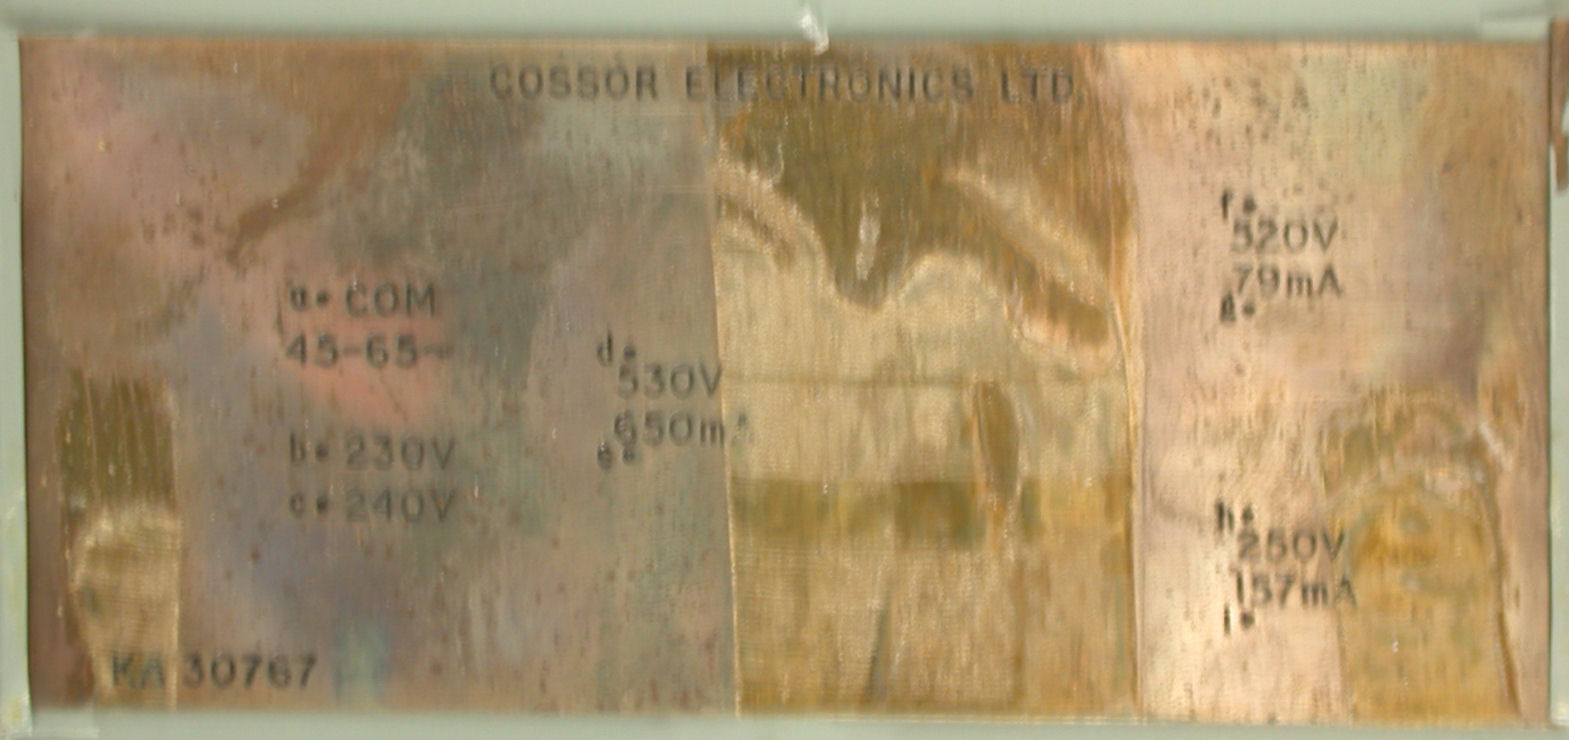 COSSOR ELECTRONICS LTD.
a• COM
45-65~
b• 230V
c• 240V
d•
530V
650mA
e•
f•
520V
79mA
g•
h•
250V
157mA
i•
KA 30767